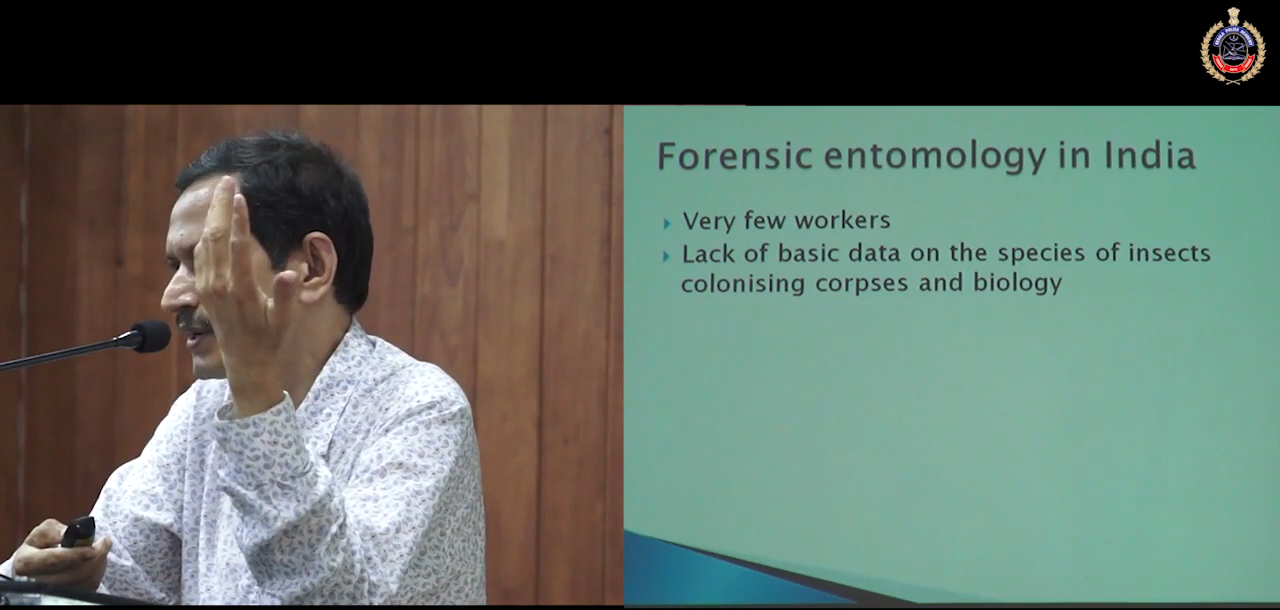 Forensic entomology in India
Very few workers
Lack of basic data on the species of insects
colonising corpses and biology